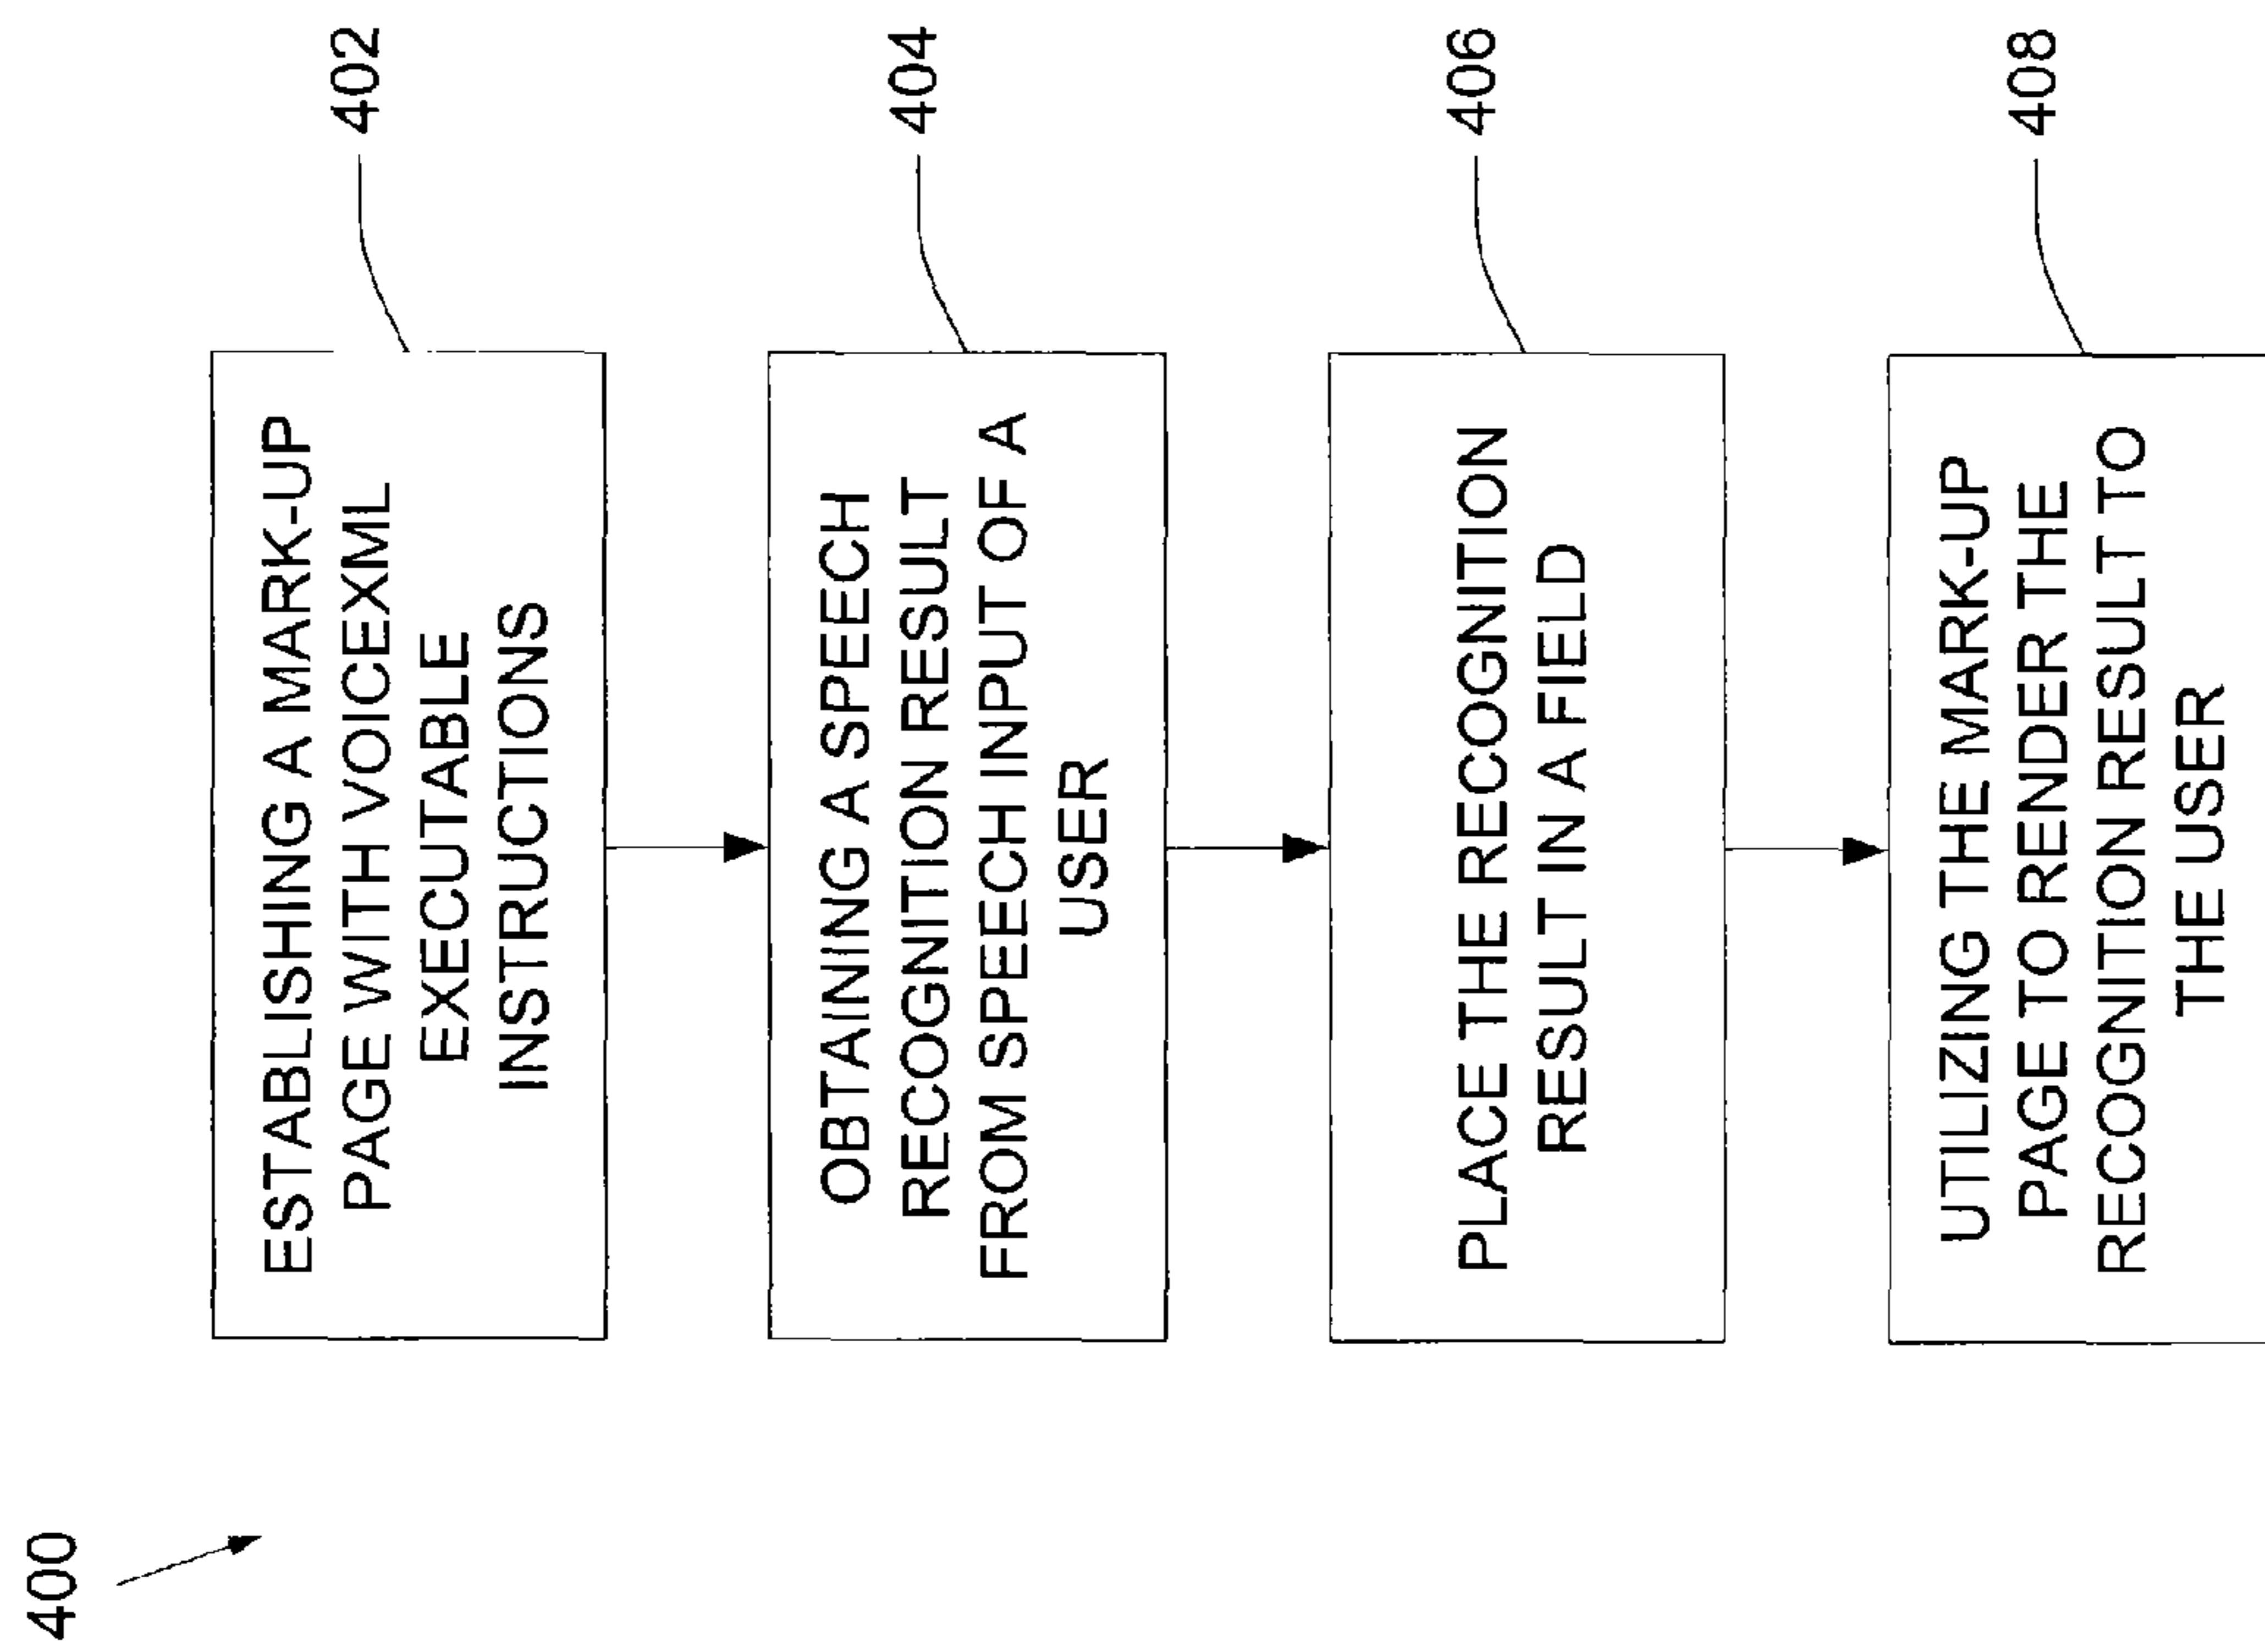 400
ESTABLISHING A MARK-UP
PAGE WITH VOICEXML
EXECUTABLE
INSTRUCTIONS
402
OBTAINING A SPEECH
RECOGNITION RESULT
FROM SPEECH INPUT OF A
USER
404
PLACE THE RECOGNITION
RESULT IN A FIELD
406
UTILIZING THE MARK-UP
PAGE TO RENDER THE
RECOGNITION RESULT TO
THE USER
408